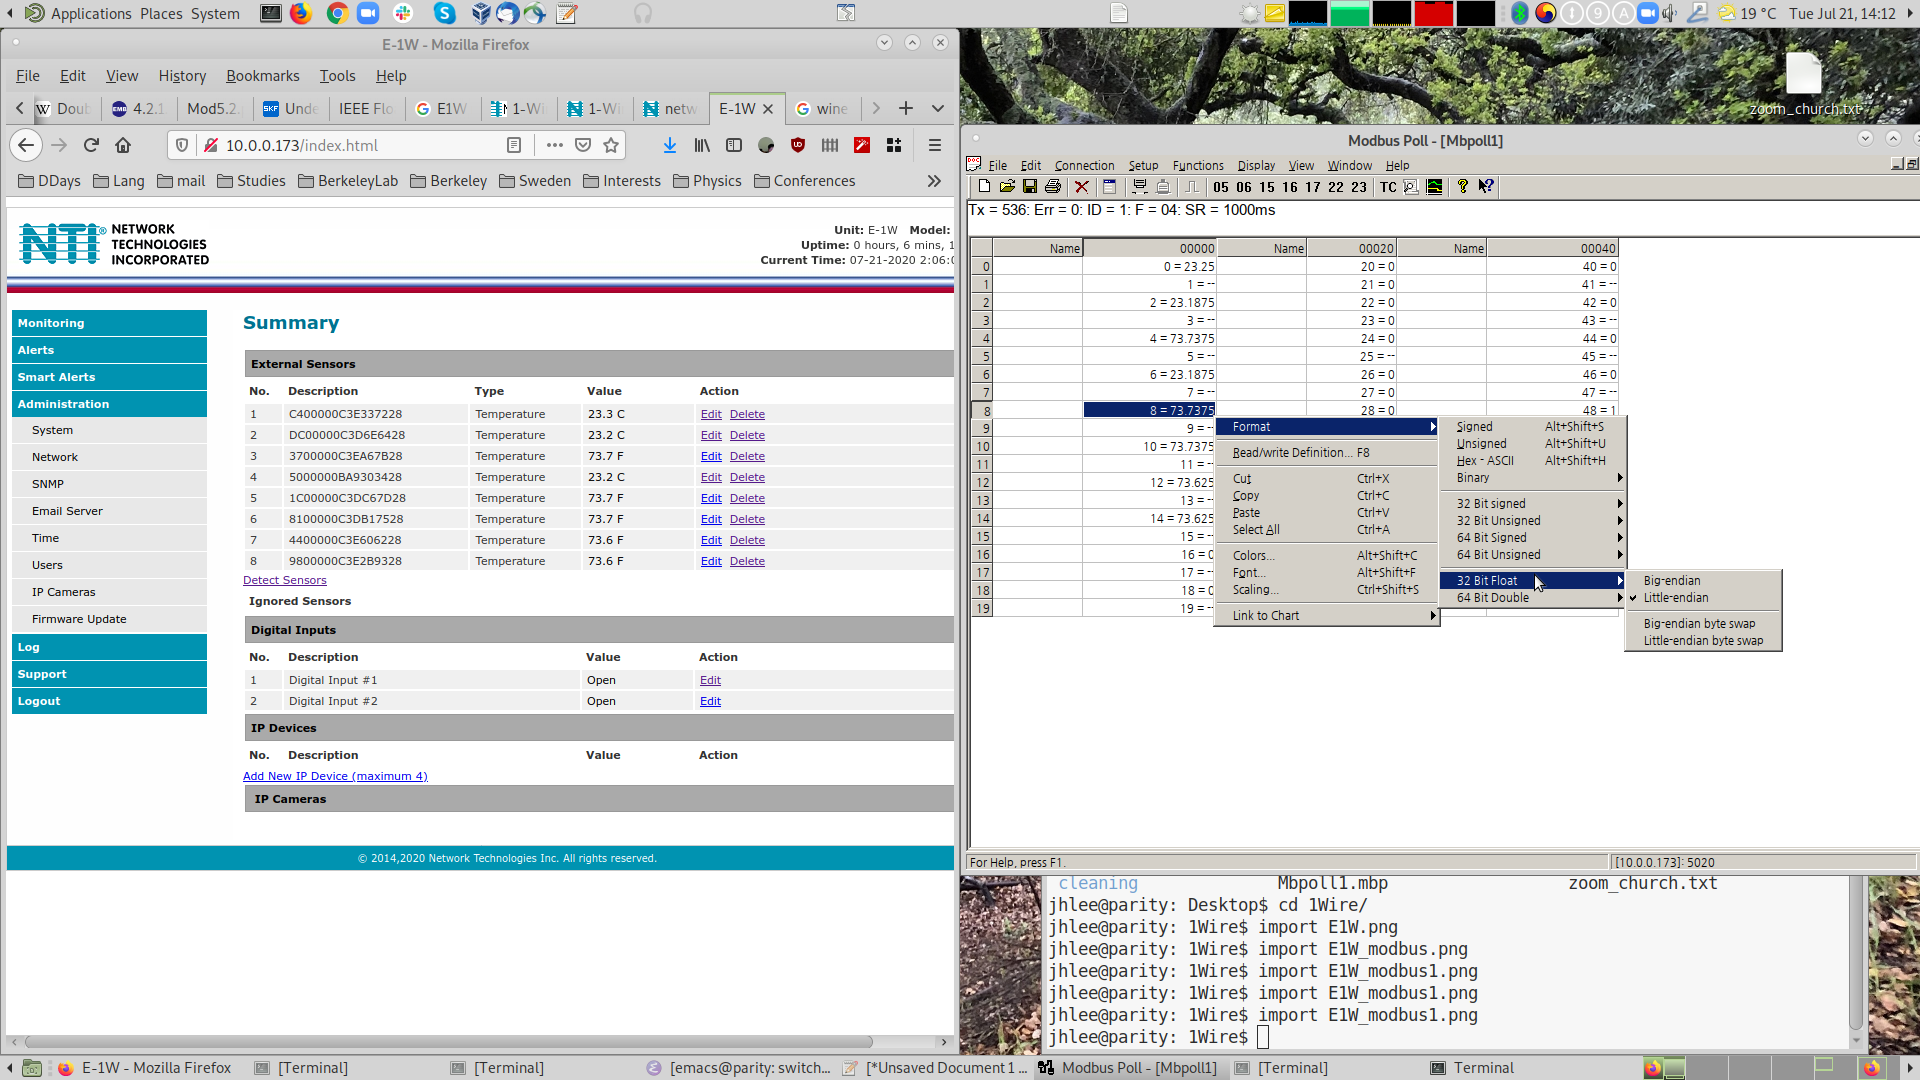 Applications Places System
19 °C Tue Jul 21, 14:12
E-1W - Mozilla Firefox
File Edit View History Bookmarks Tools Help
W Doub EMB 4.2.1 Mod5.2. SKF Unde IEEE Flo E1W 1-Wi 1-Wi netw E-1W wine
10.0.0.173/index.html
DDays Lang mail Studies BerkeleyLab Berkeley Sweden Interests Physics Conferences
NTI® NETWORK
TECHNOLOGIES
INCORPORATED
Unit: E-1W Model:
Uptime: 0 hours, 6 mins, 1
Current Time: 07-21-2020 2:06:0
Monitoring
Alerts
Smart Alerts
Administration
System
Network
SNMP
Email Server
Time
Users
IP Cameras
Firmware Update
Log
Support
Logout
Summary
External Sensors
No. Description Type Value Action
1 C400000C3E337228 Temperature 23.3 C Edit Delete
2 DC00000C3D6E6428 Temperature 23.2 C Edit Delete
3 3700000C3EA67B28 Temperature 73.7 F Edit Delete
4 5000000BA9303428 Temperature 23.2 C Edit Delete
5 1C00000C3DC67D28 Temperature 73.7 F Edit Delete
6 8100000C3DB17528 Temperature 73.7 F Edit Delete
7 4400000C3E606228 Temperature 73.6 F Edit Delete
8 9800000C3E2B9328 Temperature 73.6 F Edit Delete
Detect Sensors
Ignored Sensors
Digital Inputs
No. Description Value Action
1 Digital Input #1 Open Edit
2 Digital Input #2 Open Edit
IP Devices
No. Description Value Action
Add New IP Device (maximum 4)
IP Cameras
© 2014,2020 Network Technologies Inc. All rights reserved.
zoom_church.txt
Modbus Poll - [Mbpoll1]
File Edit Connection Setup Functions Display View Window Help
05 06 15 16 17 22 23 TC
Tx = 536: Err = 0: ID = 1: F = 04: SR = 1000ms
Name 00000 Name 00020 Name 00040
0 0 = 23.25 20 = 0 40 = 0
1 1 = -- 21 = 0 41 = --
2 2 = 23.1875 22 = 0 42 = 0
3 3 = -- 23 = 0 43 = --
4 4 = 73.7375 24 = 0 44 = 0
5 5 = -- 25 = -- 45 = --
6 6 = 23.1875 26 = 0 46 = 0
7 7 = -- 27 = 0 47 = --
8 8 = 73.7375 28 = 0 48 = 1
9 9 = --
10 10 = 73.7375
11 11 = --
12 12 = 73.625
13 13 = --
14 14 = 73.625
15 15 = --
16 16 = 0
17 17 = --
18 18 = 0
19 19 = --
Format
Read/write Definition... F8
Cut Ctrl+X
Copy Ctrl+C
Paste Ctrl+V
Select All Ctrl+A
Colors... Alt+Shift+C
Font... Alt+Shift+F
Scaling... Ctrl+Shift+S
Link to Chart
Signed Alt+Shift+S
Unsigned Alt+Shift+U
Hex - ASCII Alt+Shift+H
Binary
32 Bit signed
32 Bit Unsigned
64 Bit Signed
64 Bit Unsigned
32 Bit Float
64 Bit Double
Big-endian
Little-endian
Big-endian byte swap
Little-endian byte swap
For Help, press F1. [10.0.0.173]: 5020
cleaning Mbpoll1.mbp zoom_church.txt
jhlee@parity: Desktop$ cd 1Wire/
jhlee@parity: 1Wire$ import E1W.png
jhlee@parity: 1Wire$ import E1W_modbus.png
jhlee@parity: 1Wire$ import E1W_modbus1.png
jhlee@parity: 1Wire$ import E1W_modbus1.png
jhlee@parity: 1Wire$ import E1W_modbus1.png
jhlee@parity: 1Wire$
E-1W - Mozilla Firefox [Terminal] [Terminal] [emacs@parity: switch... [*Unsaved Document 1 ... Modbus Poll - [Mbpoll1] [Terminal] Terminal